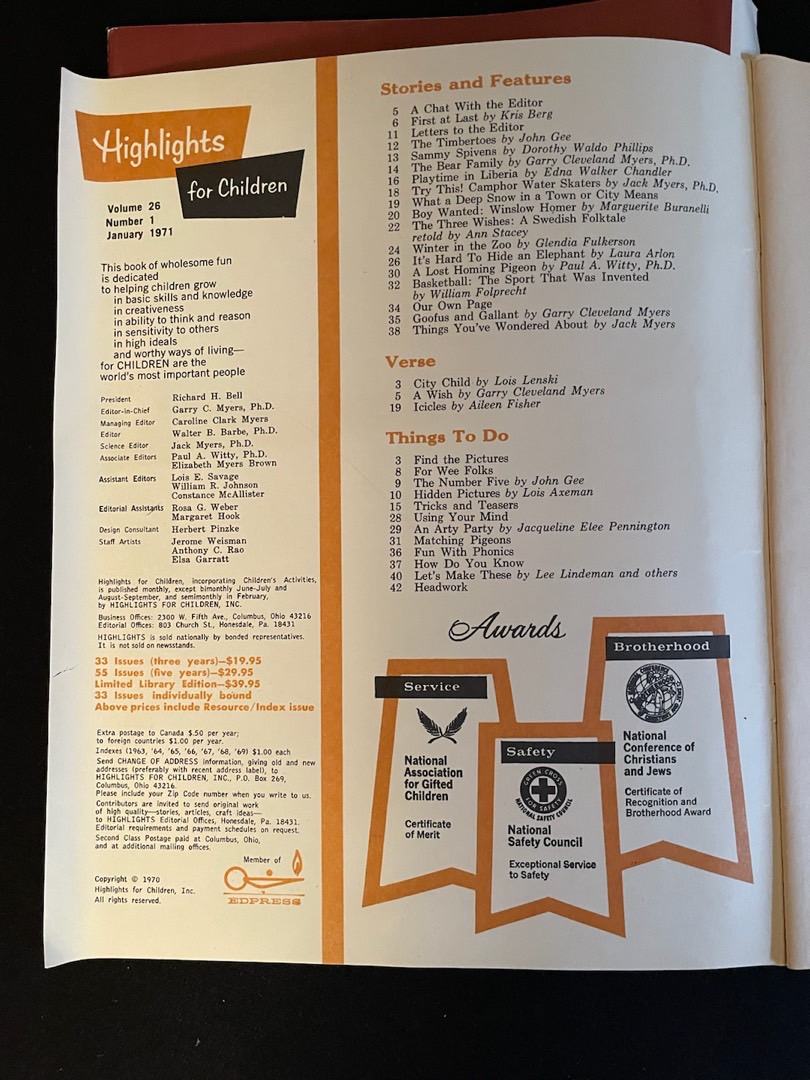 Highlights
for Children
Volume 26
Number 1
January 1971
This book of wholesome fun
is dedicated
to helping children grow
in basic skills and knowledge
in creativeness
in ability to think and reason
in sensitivity to others
in high ideals
and worthy ways of living—
for CHILDREN are the
world's most important people
President Richard H. Bell
Editor-in-Chief Garry C. Myers, Ph.D.
Managing Editor Caroline Clark Myers
Editor Walter B. Barbe, Ph.D.
Science Editor Jack Myers, Ph.D.
Associate Editors Paul A. Witty, Ph.D.
Elizabeth Myers Brown
Assistant Editors Lois E. Savage
William R. Johnson
Constance McAllister
Editorial Assistants Rosa G. Weber
Margaret Hook
Design Consultant Herbert Pinzke
Staff Artists Jerome Weisman
Anthony C. Rao
Elsa Garratt
Highlights for Children, incorporating Children's Activities,
is published monthly, except bimonthly June-July and
August-September, and semimonthly in February,
by HIGHLIGHTS FOR CHILDREN, INC.
Business Offices: 2300 W. Fifth Ave., Columbus, Ohio 43216
Editorial Offices: 803 Church St., Honesdale, Pa. 18431
HIGHLIGHTS is sold nationally by bonded representatives.
It is not sold on newsstands.
33 Issues (three years)—$19.95
55 Issues (five years)—$29.95
Limited Library Edition—$39.95
33 Issues individually bound
Above prices include Resource/Index issue
Extra postage to Canada $.50 per year;
to foreign countries $1.00 per year.
Indexes (1963, '64, '65, '66, '67, '68, '69) $1.00 each
Send CHANGE OF ADDRESS information, giving old and new
addresses (preferably with recent address label), to
HIGHLIGHTS FOR CHILDREN, INC., P.O. Box 269,
Columbus, Ohio 43216.
Please include your Zip Code number when you write to us.
Contributors are invited to send original work
of high quality—stories, articles, craft ideas—
to HIGHLIGHTS Editorial Offices, Honesdale, Pa. 18431.
Editorial requirements and payment schedules on request.
Second Class Postage paid at Columbus, Ohio,
and at additional mailing offices.
Member of
EDPRESS
Copyright © 1970
Highlights for Children, Inc.
All rights reserved.
Stories and Features
5 A Chat With the Editor
6 First at Last by Kris Berg
11 Letters to the Editor
12 The Timbertoes by John Gee
13 Sammy Spivens by Dorothy Waldo Phillips
14 The Bear Family by Garry Cleveland Myers, Ph.D.
16 Playtime in Liberia by Edna Walker Chandler
18 Try This! Camphor Water Skaters by Jack Myers, Ph.D.
19 What a Deep Snow in a Town or City Means
20 Boy Wanted: Winslow Homer by Marguerite Buranelli
22 The Three Wishes: A Swedish Folktale
retold by Ann Stacey
24 Winter in the Zoo by Glendia Fulkerson
26 It's Hard To Hide an Elephant by Laura Arlon
30 A Lost Homing Pigeon by Paul A. Witty, Ph.D.
32 Basketball: The Sport That Was Invented
by William Folprecht
34 Our Own Page
35 Goofus and Gallant by Garry Cleveland Myers
38 Things You've Wondered About by Jack Myers
Verse
3 City Child by Lois Lenski
5 A Wish by Garry Cleveland Myers
19 Icicles by Aileen Fisher
Things To Do
3 Find the Pictures
8 For Wee Folks
9 The Number Five by John Gee
10 Hidden Pictures by Lois Axeman
15 Tricks and Teasers
28 Using Your Mind
29 An Arty Party by Jacqueline Elee Pennington
31 Matching Pigeons
36 Fun With Phonics
37 How Do You Know
40 Let's Make These by Lee Lindeman and others
42 Headwork
Awards
Service
National
Association
for Gifted
Children
Certificate
of Merit
Safety
GREEN CROSS
FOR SAFETY
NATIONAL SAFETY COUNCIL
National
Safety Council
Exceptional Service
to Safety
Brotherhood
National
Conference of
Christians
and Jews
Certificate of
Recognition and
Brotherhood Award